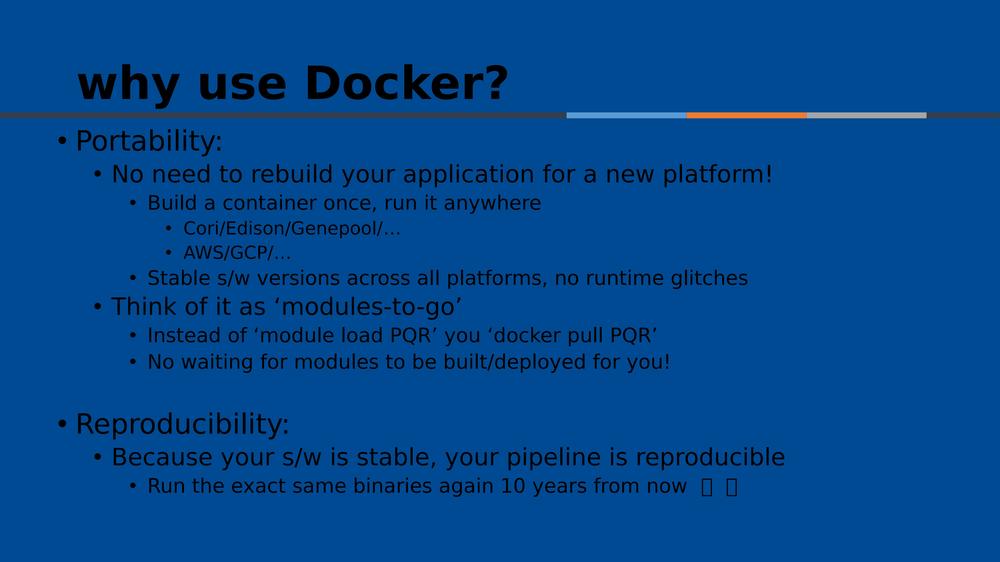 why use Docker?
• Portability:
• No need to rebuild your application for a new platform!
• Build a container once, run it anywhere
• Cori/Edison/Genepool/…
• AWS/GCP/…
• Stable s/w versions across all platforms, no runtime glitches
• Think of it as ‘modules-to-go’
• Instead of ‘module load PQR’ you ‘docker pull PQR’
• No waiting for modules to be built/deployed for you!
• Reproducibility:
• Because your s/w is stable, your pipeline is reproducible
• Run the exact same binaries again 10 years from now